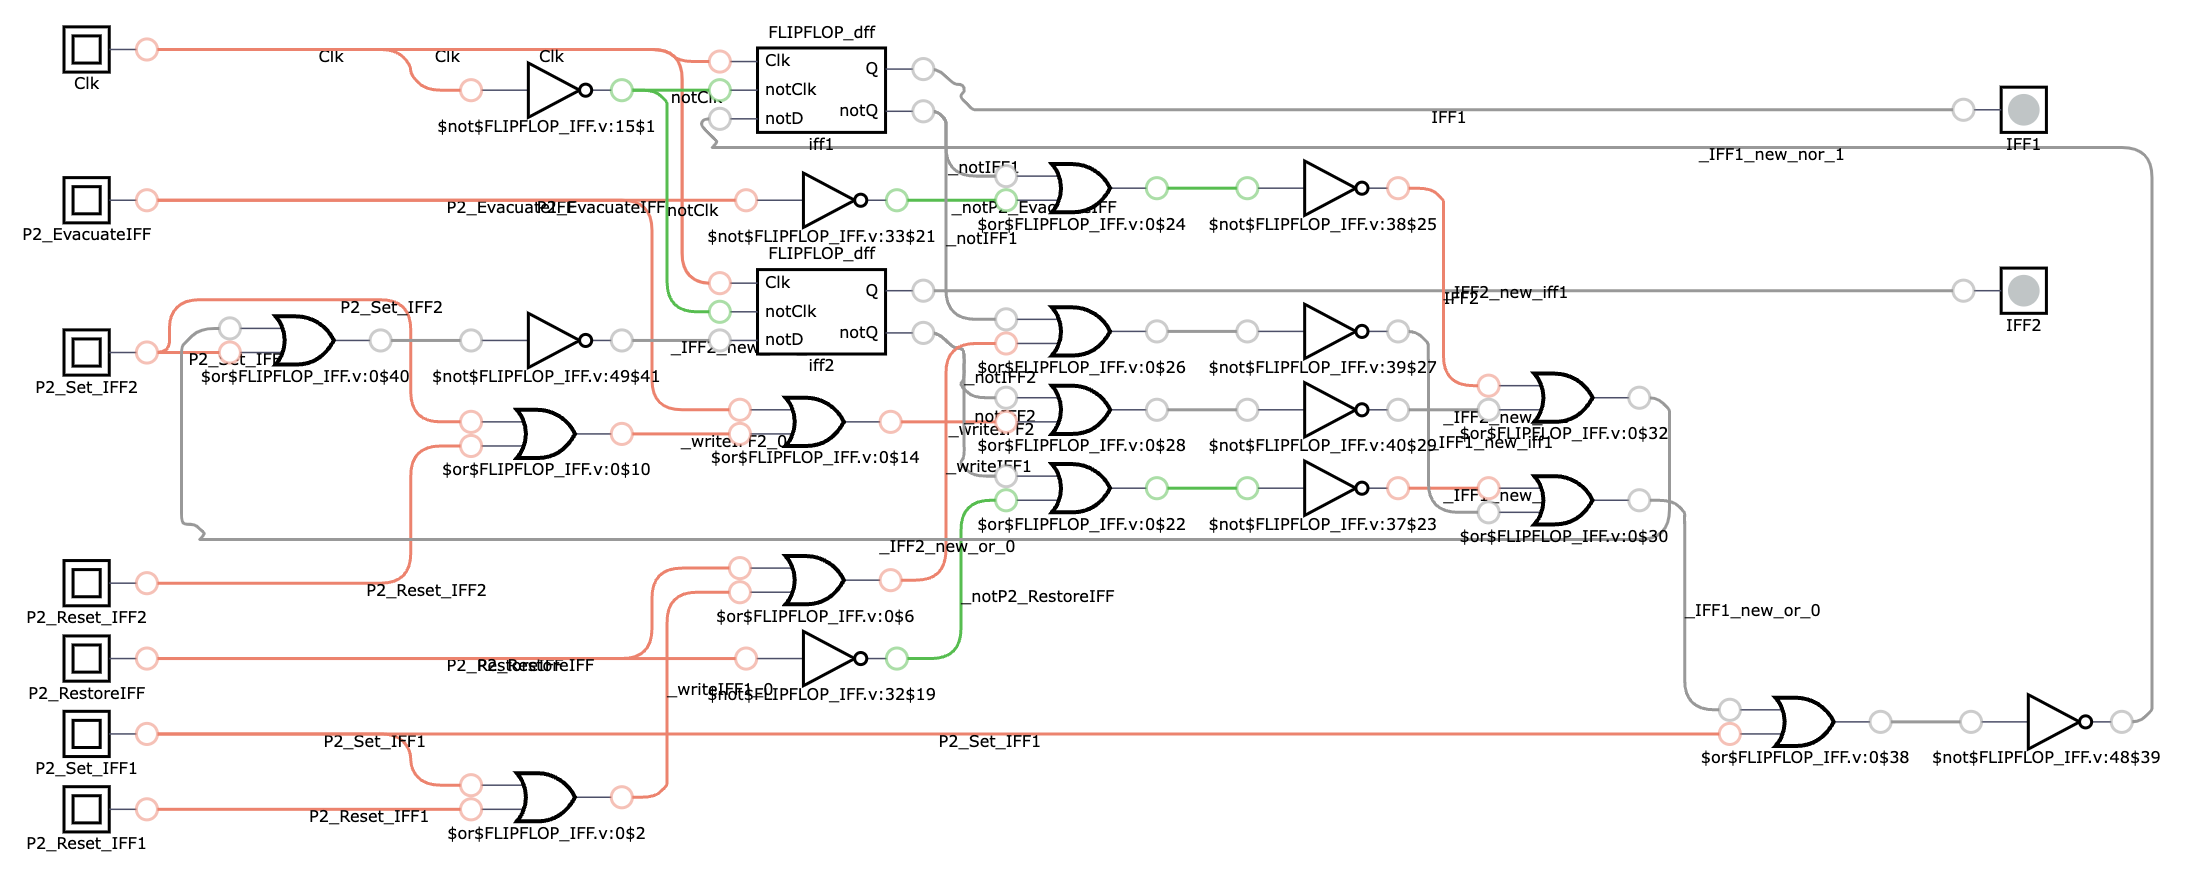 FLIPFLOP_dff
Clk
Clk
Clk
Clk
Clk
notClk
notD
Q
notQ
iff1
notClk
$not$FLIPFLOP_IFF.v:15$1
IFF1
IFF1
_IFF1_new_nor_1
P2_EvacuateIFF
P2_EvacuateIFF
notClk
$not$FLIPFLOP_IFF.v:33$21
_notIFF1
$or$FLIPFLOP_IFF.v:0$24
$not$FLIPFLOP_IFF.v:38$25
_notIFF1
FLIPFLOP_dff
Clk
notClk
notD
Q
notQ
iff2
_IFF2_new_iff1
IFF2
IFF2
P2_Set_IFF2
P2_Set_IFF2
$or$FLIPFLOP_IFF.v:0$40
$not$FLIPFLOP_IFF.v:49$41
$or$FLIPFLOP_IFF.v:0$26
$not$FLIPFLOP_IFF.v:39$27
_notIFF2
_notIFF2
_writeIFF2
$or$FLIPFLOP_IFF.v:0$28
$not$FLIPFLOP_IFF.v:40$29
$or$FLIPFLOP_IFF.v:0$32
_IFF1_new_iff1
_writeIFF2_0
$or$FLIPFLOP_IFF.v:0$14
$or$FLIPFLOP_IFF.v:0$10
_writeIFF1
$or$FLIPFLOP_IFF.v:0$22
$not$FLIPFLOP_IFF.v:37$23
$or$FLIPFLOP_IFF.v:0$30
_IFF2_new_or_0
P2_Reset_IFF2
P2_Reset_IFF2
_notP2_RestoreIFF
_IFF1_new_or_0
$or$FLIPFLOP_IFF.v:0$6
P2_RestoreIFF
P2_RestoreIFF
_writeIFF1_0
$not$FLIPFLOP_IFF.v:32$19
P2_Set_IFF1
P2_Set_IFF1
P2_Set_IFF1
$or$FLIPFLOP_IFF.v:0$38
$not$FLIPFLOP_IFF.v:48$39
P2_Reset_IFF1
P2_Reset_IFF1
$or$FLIPFLOP_IFF.v:0$2